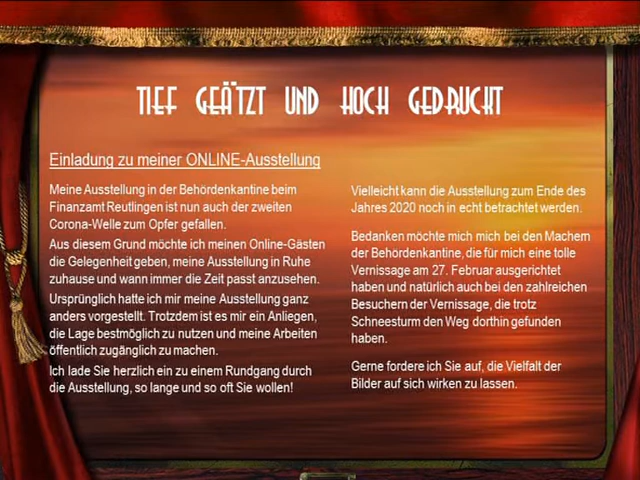 TIEF GEÄTZT UND HOCH GEDRUCKT
Einladung zu meiner ONLINE-Ausstellung
Meine Ausstellung in der Behördenkantine beim
Finanzamt Reutlingen ist nun auch der zweiten
Corona-Welle zum Opfer gefallen.
Aus diesem Grund möchte ich meinen Online-Gästen
die Gelegenheit geben, meine Ausstellung in Ruhe
zuhause und wann immer die Zeit passt anzusehen.
Ursprünglich hatte ich mir meine Ausstellung ganz
anders vorgestellt. Trotzdem ist es mir ein Anliegen,
die Lage bestmöglich zu nutzen und meine Arbeiten
öffentlich zugänglich zu machen.
Ich lade Sie herzlich ein zu einem Rundgang durch
die Ausstellung, so lange und so oft Sie wollen!
Vielleicht kann die Ausstellung zum Ende des
Jahres 2020 noch in echt betrachtet werden.
Bedanken möchte mich mich bei den Machern
der Behördenkantine, die für mich eine tolle
Vernissage am 27. Februar ausgerichtet
haben und natürlich auch bei den zahlreichen
Besuchern der Vernissage, die trotz
Schneesturm den Weg dorthin gefunden
haben.
Gerne fordere ich Sie auf, die Vielfalt der
Bilder auf sich wirken zu lassen.